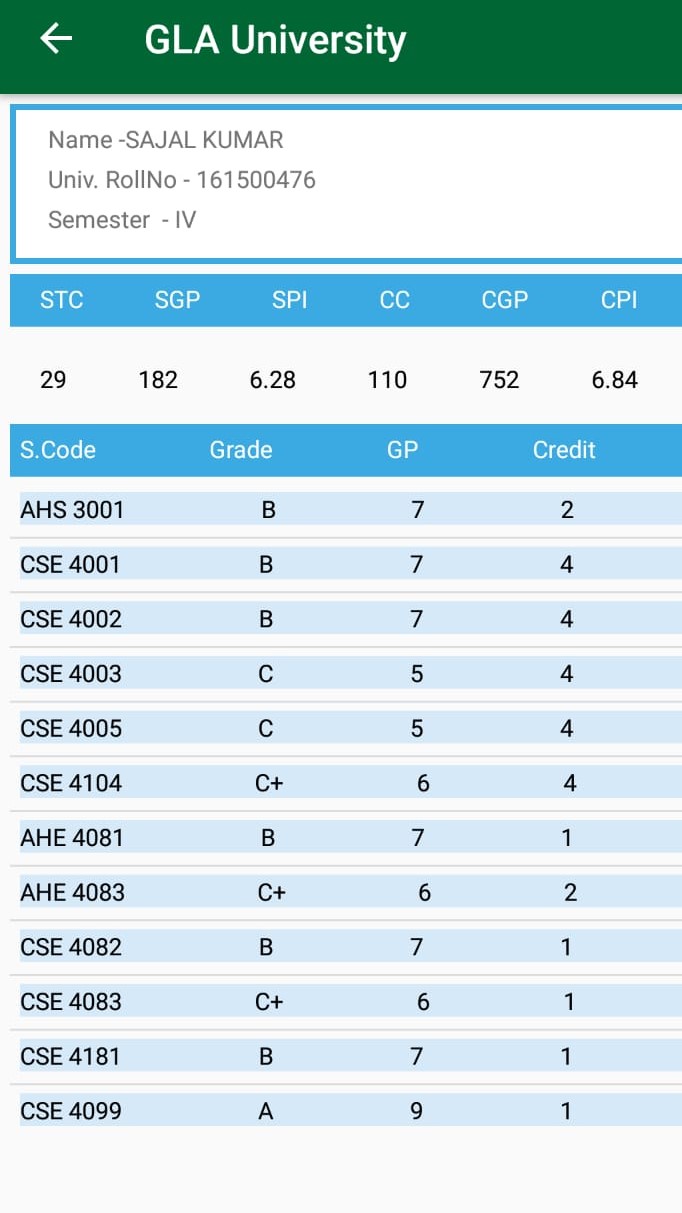 GLA University
Name -SAJAL KUMAR
Univ. RollNo - 161500476
Semester - IV
STC SGP SPI CC CGP CPI
29 182 6.28 110 752 6.84
S.Code Grade GP Credit
AHS 3001 B 7 2
CSE 4001 B 7 4
CSE 4002 B 7 4
CSE 4003 C 5 4
CSE 4005 C 5 4
CSE 4104 C+ 6 4
AHE 4081 B 7 1
AHE 4083 C+ 6 2
CSE 4082 B 7 1
CSE 4083 C+ 6 1
CSE 4181 B 7 1
CSE 4099 A 9 1